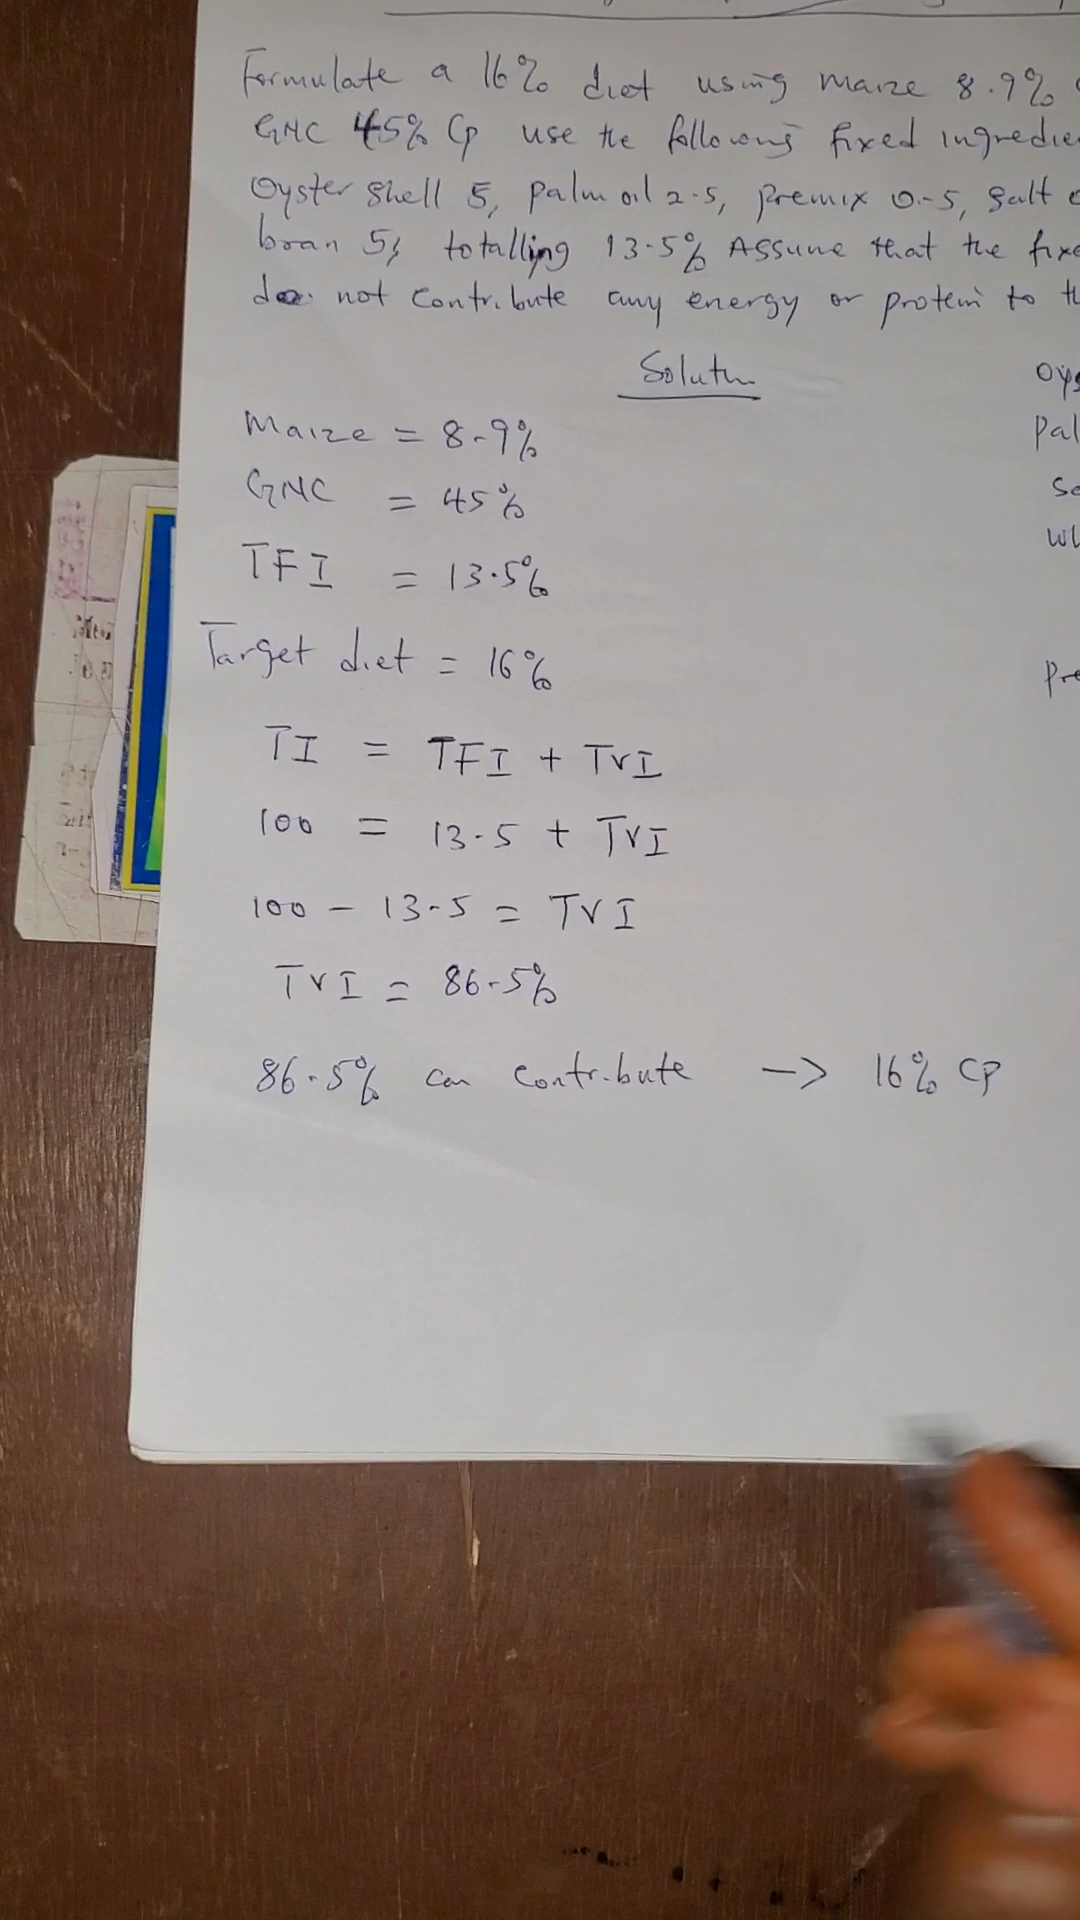 Formulate a 16% diet using maize 8.9%
GNC 45% Cp use the following fixed ingredie
Oyster shell 5, palm oil 2.5, premix 0.5, salt
bran 5, totalling 13.5% Assume that the fixe
do not contribute any energy or protein to th
Solutn
Maize = 8.9%
GNC = 45%
TFI = 13.5%
Target diet = 16%
TI = TFI + TVI
100 = 13.5 + TVI
100 - 13.5 = TVI
TVI = 86.5%
86.5% can contribute -> 16% CP
oys
pal
sa
wh
pre